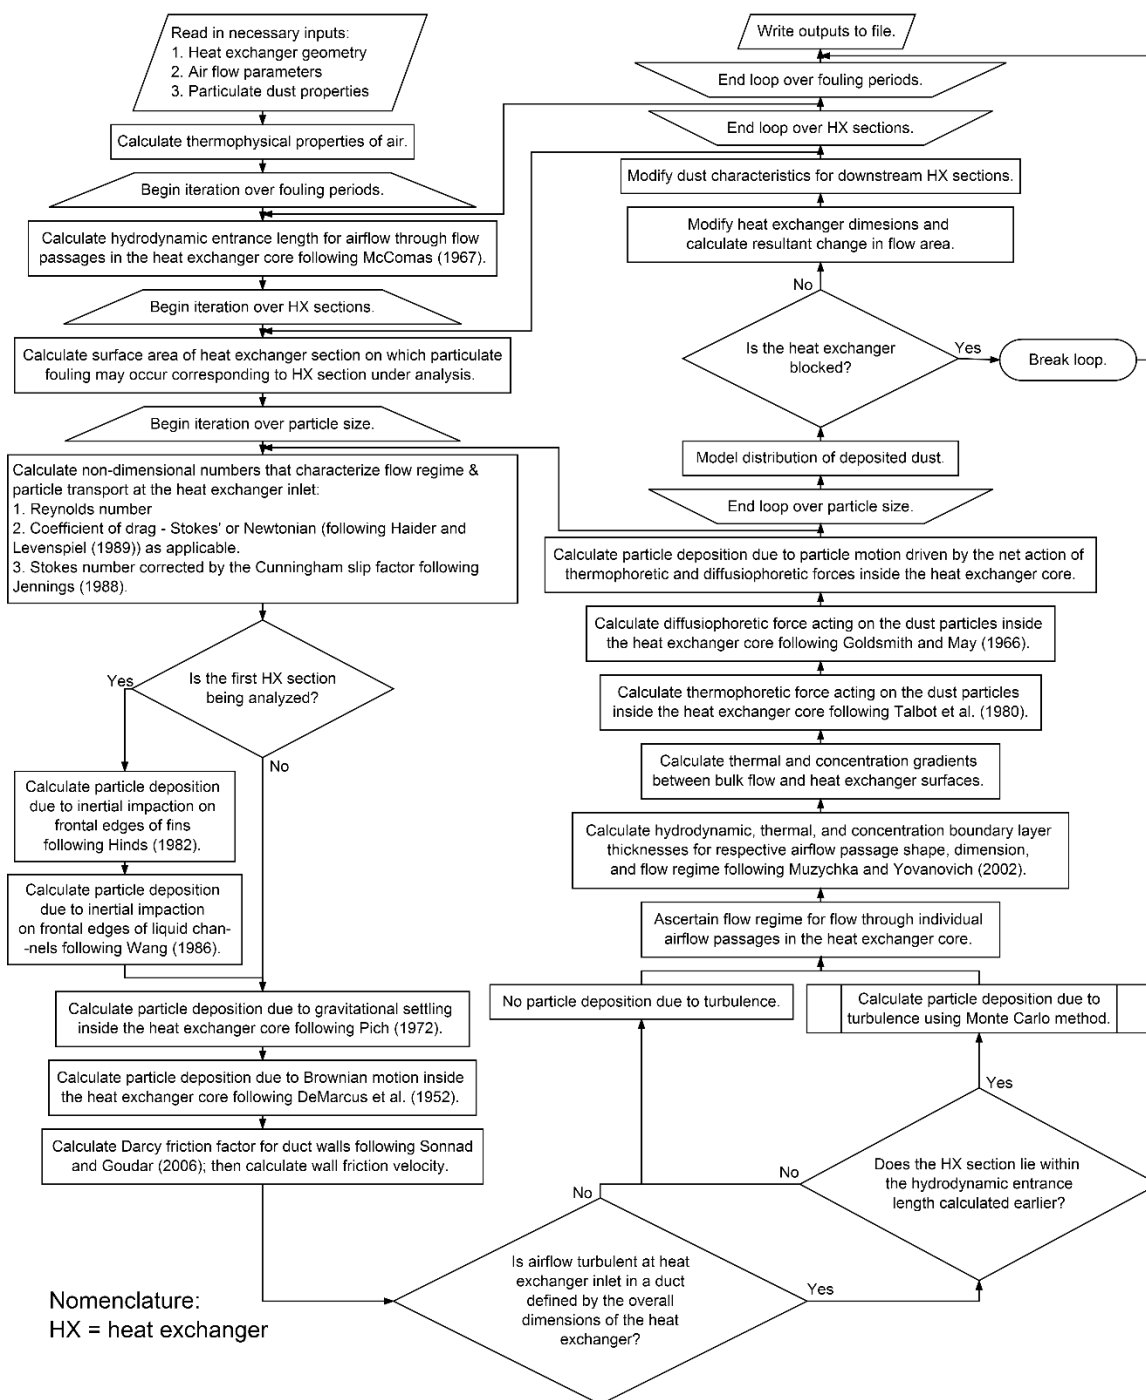 Read in necessary inputs:
1. Heat exchanger geometry
2. Air flow parameters
3. Particulate dust properties
Calculate thermophysical properties of air.
Begin iteration over fouling periods.
Calculate hydrodynamic entrance length for airflow through flow
passages in the heat exchanger core following McComas (1967).
Begin iteration over HX sections.
Calculate surface area of heat exchanger section on which particulate
fouling may occur corresponding to HX section under analysis.
Begin iteration over particle size.
Calculate non-dimensional numbers that characterize flow regime &
particle transport at the heat exchanger inlet:
1. Reynolds number
2. Coefficient of drag - Stokes' or Newtonian (following Haider and
Levenspiel (1989)) as applicable.
3. Stokes number corrected by the Cunningham slip factor following
Jennings (1988).
Is the first HX section
being analyzed?
Yes
No
Calculate particle deposition
due to inertial impaction on
frontal edges of fins
following Hinds (1982).
Calculate particle deposition
due to inertial impaction
on frontal edges of liquid chan-
-nels following Wang (1986).
Calculate particle deposition due to gravitational settling
inside the heat exchanger core following Pich (1972).
Calculate particle deposition due to Brownian motion inside
the heat exchanger core following DeMarcus et al. (1952).
Calculate Darcy friction factor for duct walls following Sonnad
and Goudar (2006); then calculate wall friction velocity.
Is airflow turbulent at heat
exchanger inlet in a duct
defined by the overall
dimensions of the heat
exchanger?
No
Yes
Does the HX section lie within
the hydrodynamic entrance
length calculated earlier?
No
Yes
No particle deposition due to turbulence.
Calculate particle deposition due to
turbulence using Monte Carlo method.
Ascertain flow regime for flow through individual
airflow passages in the heat exchanger core.
Calculate hydrodynamic, thermal, and concentration boundary layer
thicknesses for respective airflow passage shape, dimension,
and flow regime following Muzychka and Yovanovich (2002).
Calculate thermal and concentration gradients
between bulk flow and heat exchanger surfaces.
Calculate thermophoretic force acting on the dust particles
inside the heat exchanger core following Talbot et al. (1980).
Calculate diffusiophoretic force acting on the dust particles inside
the heat exchanger core following Goldsmith and May (1966).
Calculate particle deposition due to particle motion driven by the net action of
thermophoretic and diffusiophoretic forces inside the heat exchanger core.
End loop over particle size.
Model distribution of deposited dust.
Is the heat exchanger
blocked?
Yes
Break loop.
No
Modify heat exchanger dimesions and
calculate resultant change in flow area.
Modify dust characteristics for downstream HX sections.
End loop over HX sections.
End loop over fouling periods.
Write outputs to file.
Nomenclature:
HX = heat exchanger